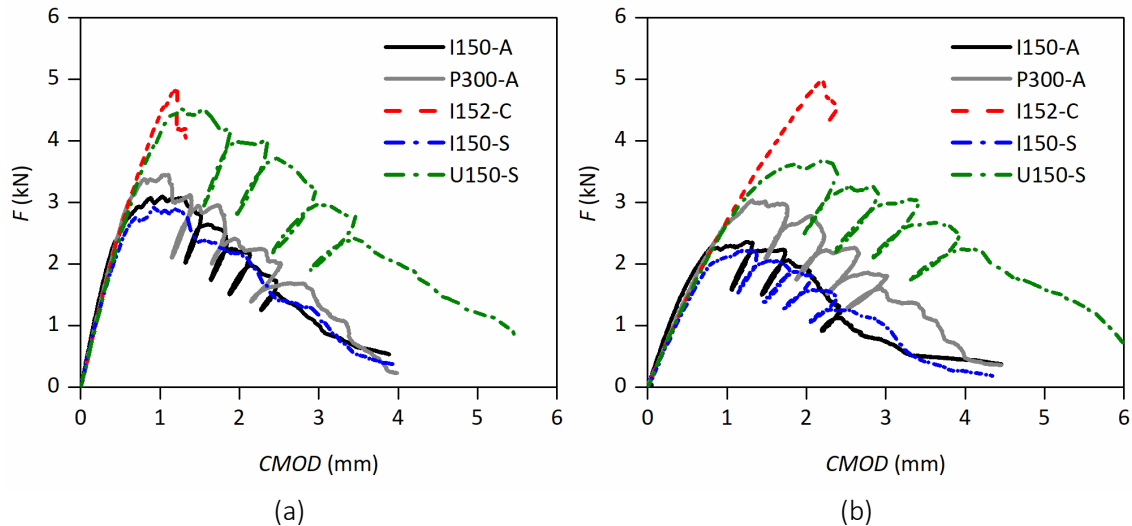 6
5
4
3
2
1
0
F (kN)
I150-A
P300-A
I152-C
I150-S
U150-S
0 1 2 3 4 5 6
CMOD (mm)
(a)
6
5
4
3
2
1
0
F (kN)
I150-A
P300-A
I152-C
I150-S
U150-S
0 1 2 3 4 5 6
CMOD (mm)
(b)